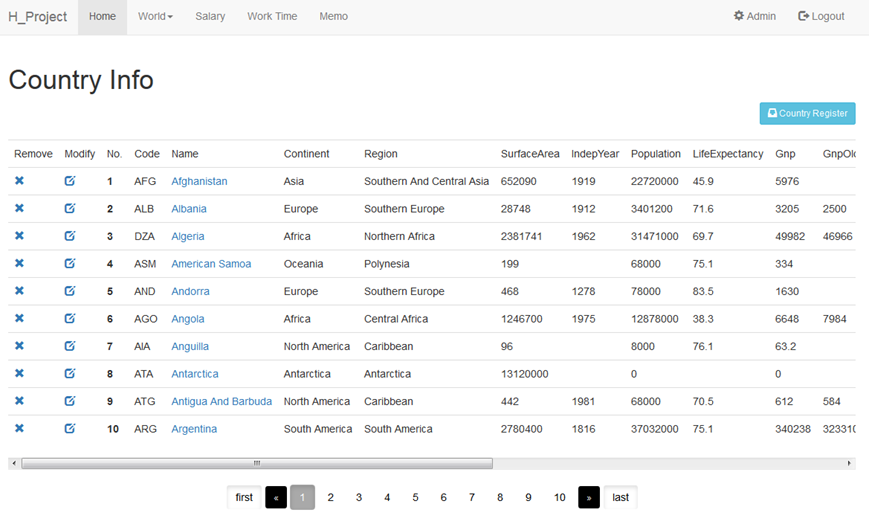 H_Project Home World Salary Work Time Memo Admin Logout
Country Info
Country Register
Remove Modify No. Code Name Continent Region SurfaceArea IndepYear Population LifeExpectancy Gnp GnpOld
1 AFG Afghanistan Asia Southern And Central Asia 652090 1919 22720000 45.9 5976
2 ALB Albania Europe Southern Europe 28748 1912 3401200 71.6 3205 2500
3 DZA Algeria Africa Northern Africa 2381741 1962 31471000 69.7 49982 46966
4 ASM American Samoa Oceania Polynesia 199 68000 75.1 334
5 AND Andorra Europe Southern Europe 468 1278 78000 83.5 1630
6 AGO Angola Africa Central Africa 1246700 1975 12878000 38.3 6648 7984
7 AIA Anguilla North America Caribbean 96 8000 76.1 63.2
8 ATA Antarctica Antarctica Antarctica 13120000 0 0
9 ATG Antigua And Barbuda North America Caribbean 442 1981 68000 70.5 612 584
10 ARG Argentina South America South America 2780400 1816 37032000 75.1 340238 323310
first « 1 2 3 4 5 6 7 8 9 10 » last